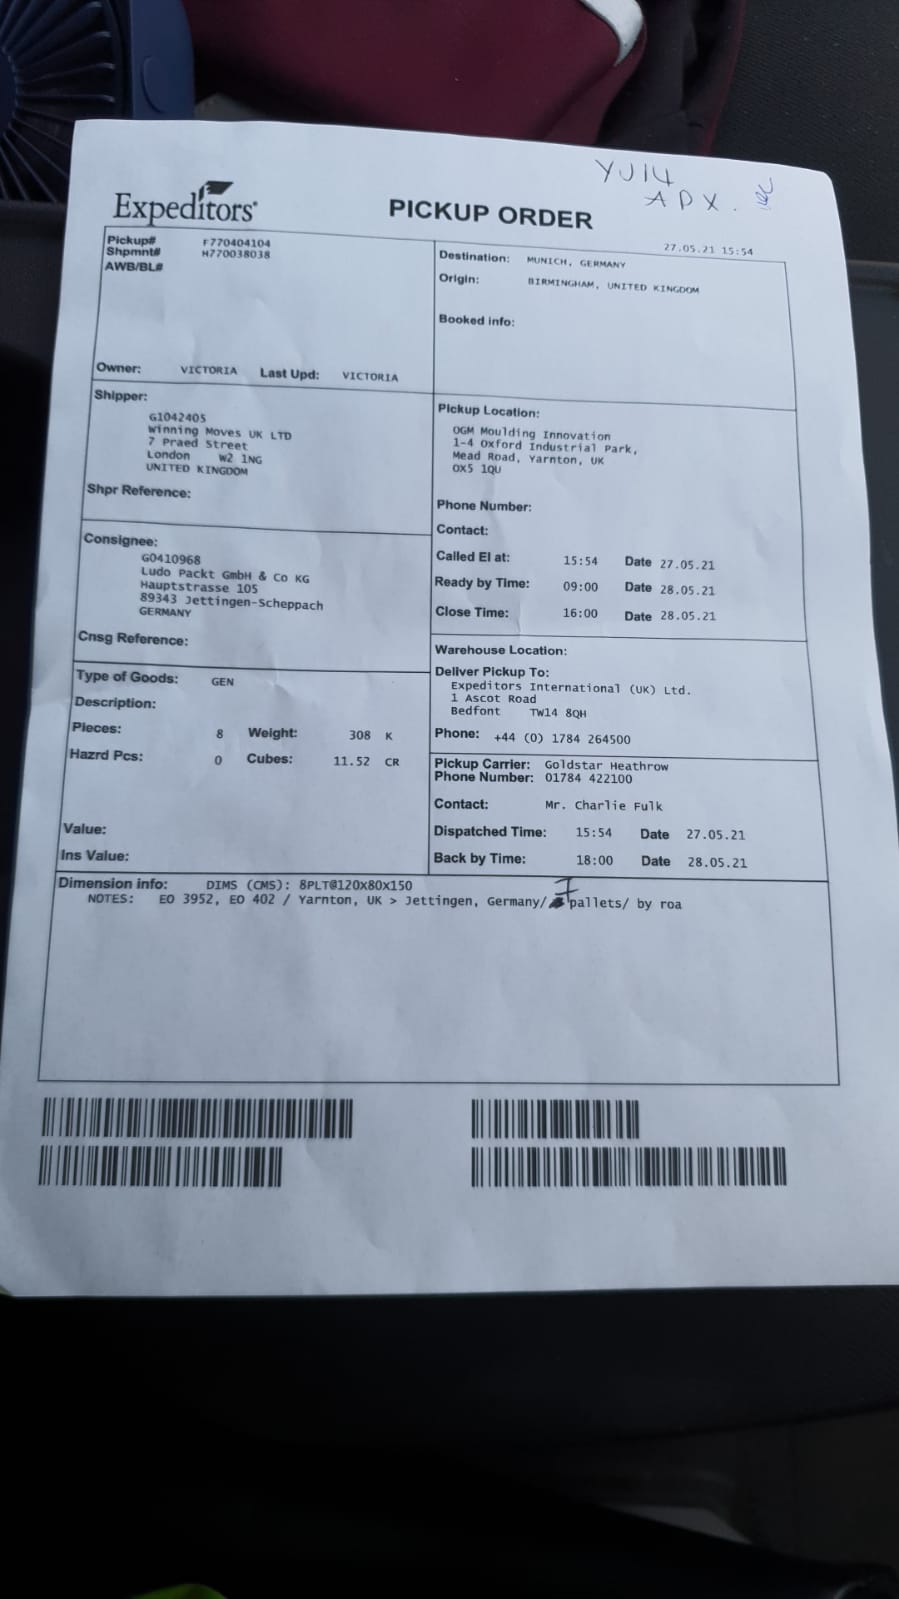 YJ14
APX.
Expeditors
PICKUP ORDER
27.05.21 15:54
Pickup# F770404104
Shpmnt# H770038038
AWB/BL#
Owner: VICTORIA Last Upd: VICTORIA
Destination: MUNICH, GERMANY
Origin: BIRMINGHAM, UNITED KINGDOM
Booked info:
Shipper:
G1042405
Winning Moves UK LTD
7 Praed Street
London W2 1NG
UNITED KINGDOM
Shpr Reference:
Pickup Location:
OGM Moulding Innovation
1-4 Oxford Industrial Park,
Mead Road, Yarnton, UK
OX5 1QU
Phone Number:
Contact:
Called EI at: 15:54 Date 27.05.21
Ready by Time: 09:00 Date 28.05.21
Close Time: 16:00 Date 28.05.21
Consignee:
G0410968
Ludo Packt GmbH & Co KG
Hauptstrasse 105
89343 Jettingen-Scheppach
GERMANY
Cnsg Reference:
Warehouse Location:
Deliver Pickup To:
Expeditors International (UK) Ltd.
1 Ascot Road
Bedfont TW14 8QH
Phone: +44 (0) 1784 264500
Type of Goods: GEN
Description:
Pieces: 8 Weight: 308 K
Hazrd Pcs: 0 Cubes: 11.52 CR
Value:
Ins Value:
Pickup Carrier: Goldstar Heathrow
Phone Number: 01784 422100
Contact: Mr. Charlie Fulk
Dispatched Time: 15:54 Date 27.05.21
Back by Time: 18:00 Date 28.05.21
Dimension info: DIMS (CMS): 8PLT@120X80X150
7
NOTES: EO 3952, EO 402 / Yarnton, UK > Jettingen, Germany/ pallets/ by roa